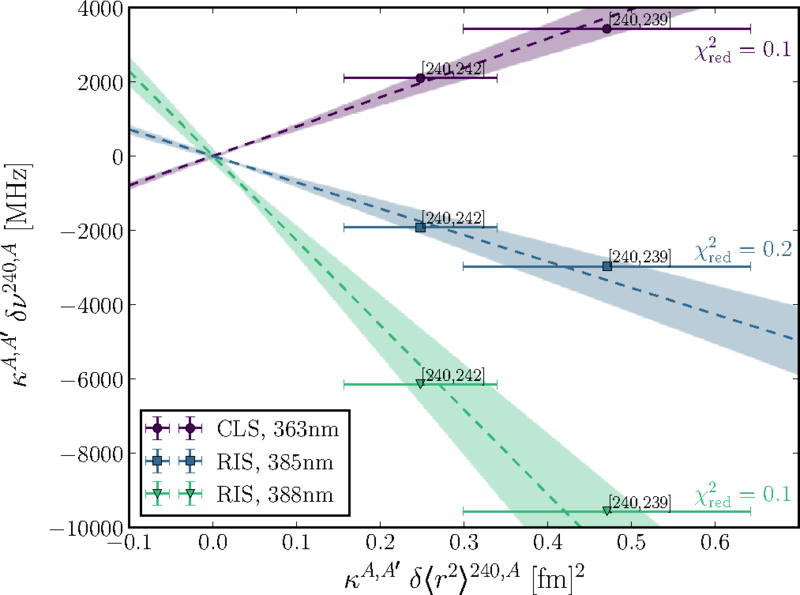 4000
2000
0
−2000
−4000
−6000
−8000
−10000
κ^{A,A′} δν^{240,A} [MHz]
[240,239]
χ²_red = 0.1
[240,242]
[240,242]
χ²_red = 0.2
[240,239]
[240,242]
χ²_red = 0.1
[240,239]
CLS, 363nm
RIS, 385nm
RIS, 388nm
−0.1 0.0 0.1 0.2 0.3 0.4 0.5 0.6
κ^{A,A′} δ⟨r²⟩^{240,A} [fm]²